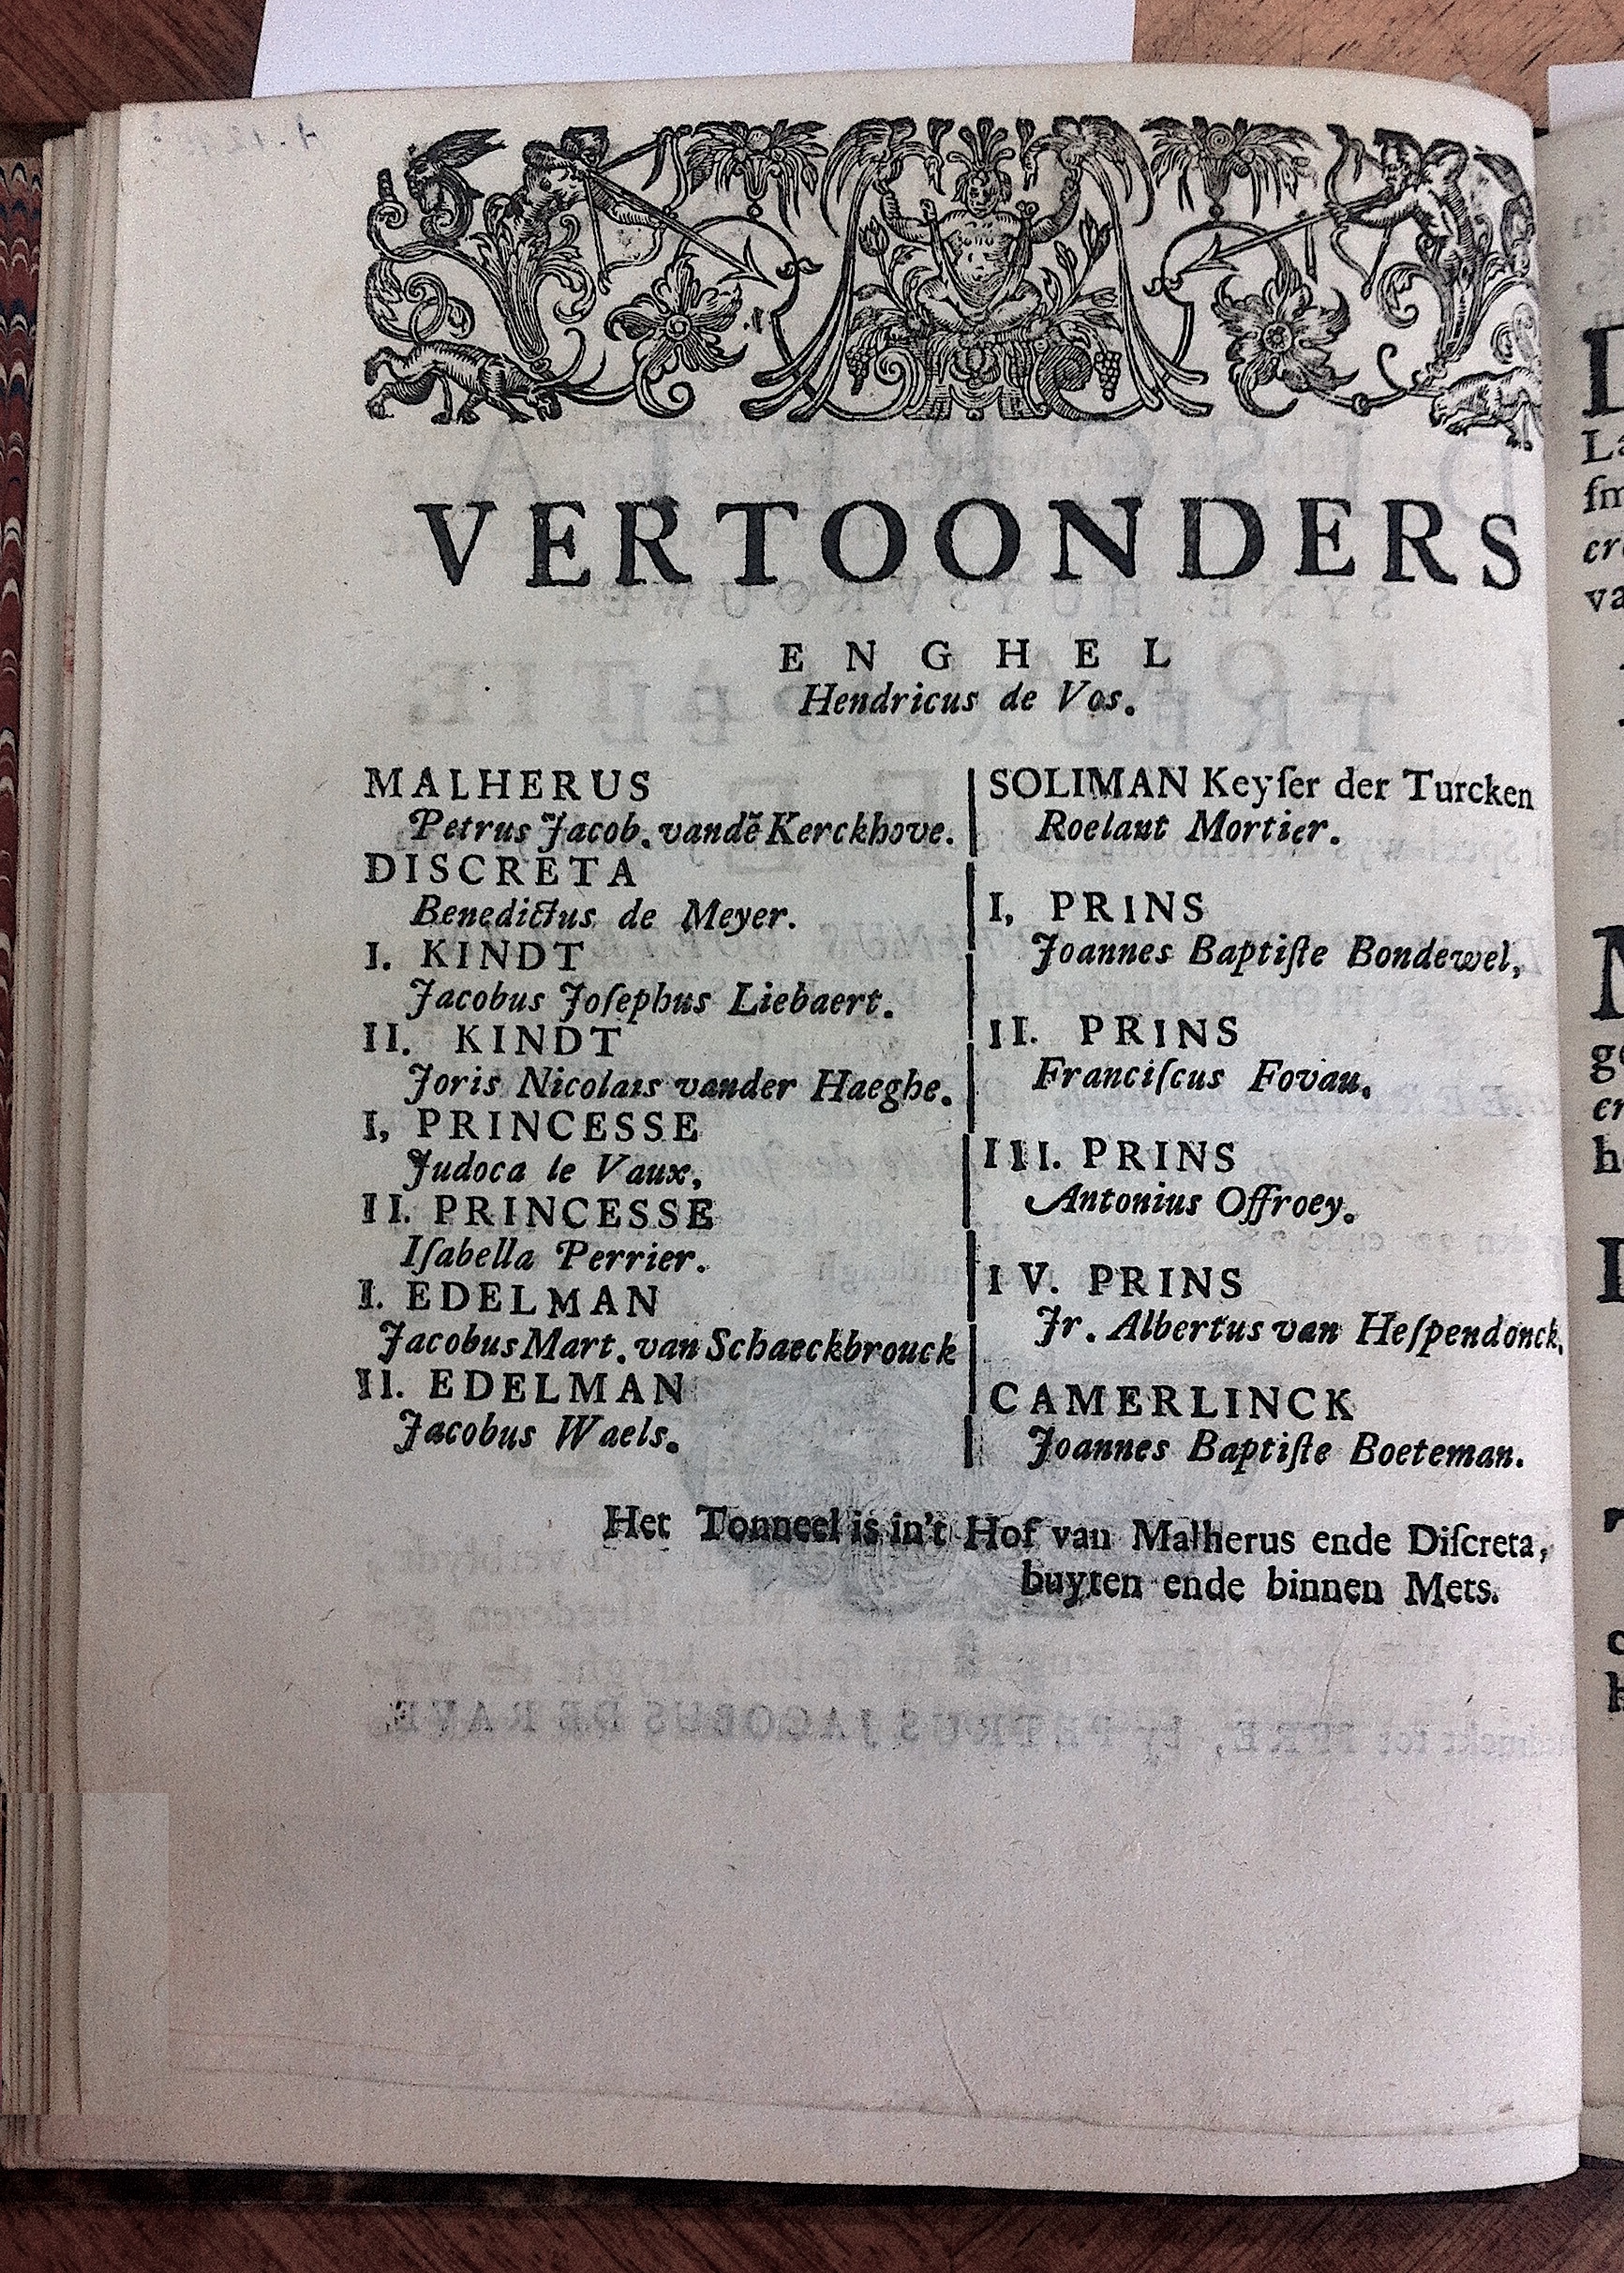 VERTOONDERS
ENGHEL
Hendricus de Vos.
MALHERUS
Petrus Jacob. vandẽ Kerckhove.
DISCRETA
Benedictus de Meyer.
I. KINDT
Jacobus Joſephus Liebaert.
II. KINDT
Joris Nicolais vander Haeghe.
I, PRINCESSE
Judoca le Vaux,
II. PRINCESSE
Iſabella Perrier.
I. EDELMAN
Jacobus Mart. van Schaeckbrouck
II. EDELMAN
Jacobus Waels.
SOLIMAN Keyſer der Turcken
Roelant Mortier.
I, PRINS
Joannes Baptiſte Bondewel,
II. PRINS
Franciſcus Fovau.
III. PRINS
Antonius Offroey.
IV. PRINS
Jr. Albertus van Heſpendonck.
CAMERLINCK
Joannes Baptiſte Boeteman.
Het Tonneel is in't Hof van Malherus ende Diſcreta,
buyten ende binnen Mets.